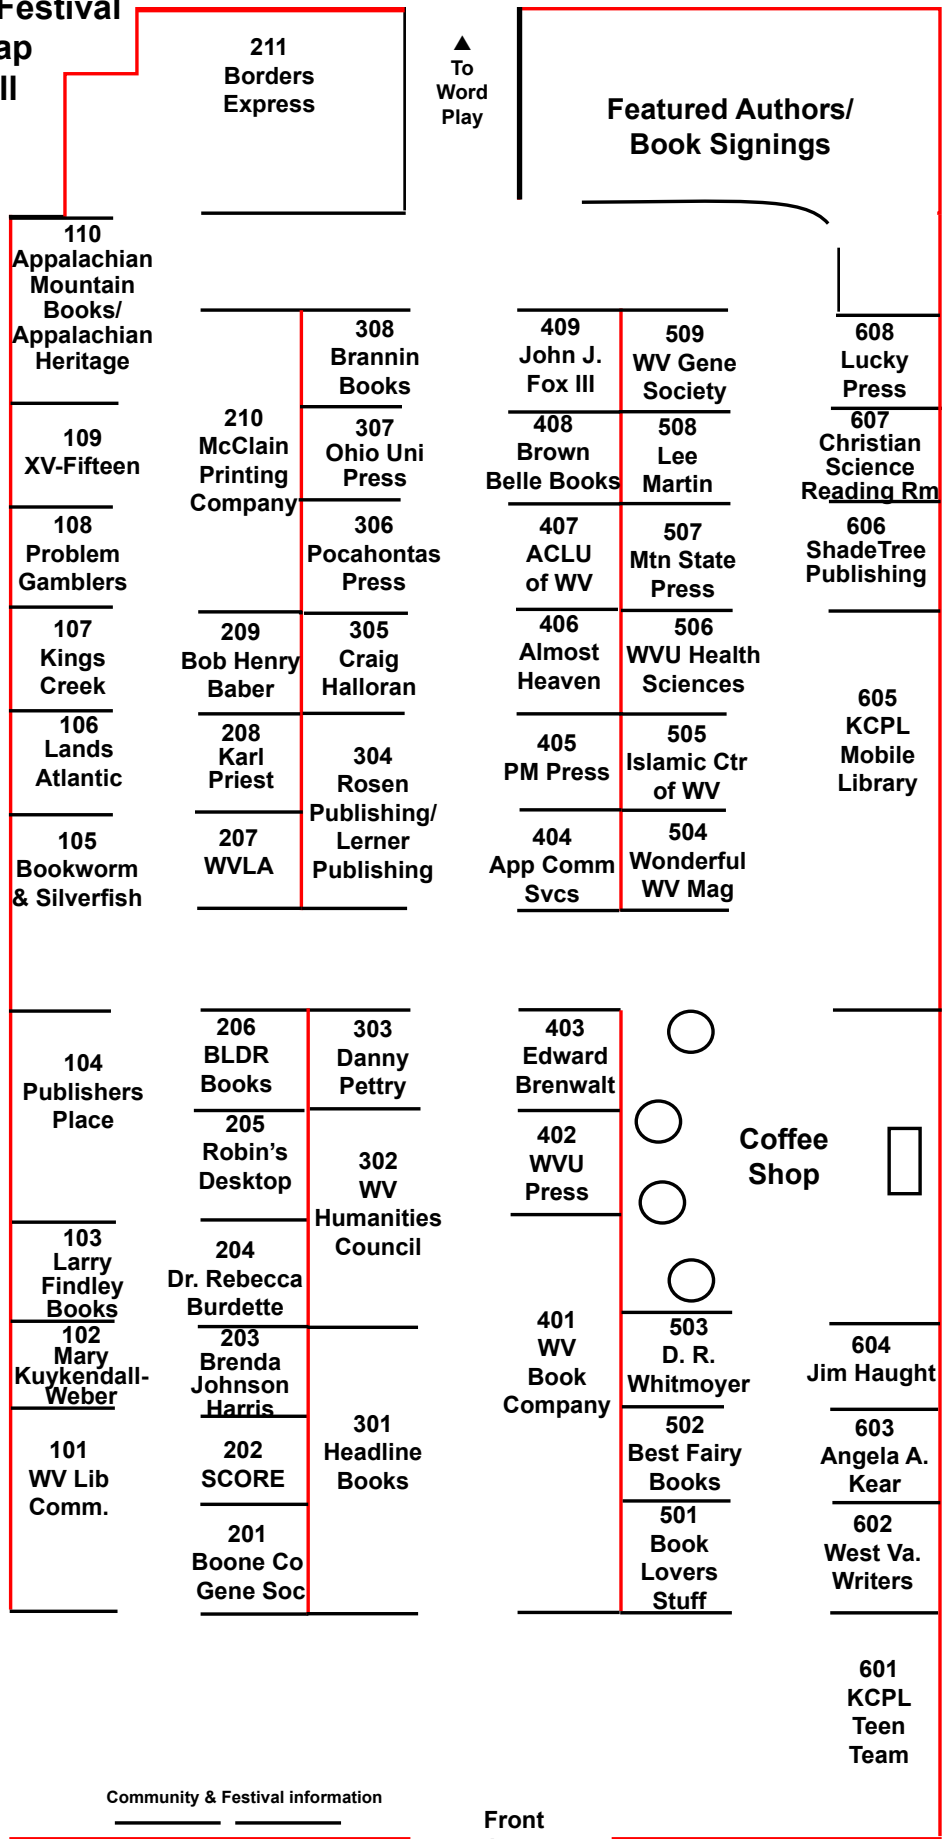 Festival
ap
ll
211
Borders
Express
▲
To
Word
Play
Featured Authors/
Book Signings
110
Appalachian
Mountain
Books/
Appalachian
Heritage
109
XV-Fifteen
108
Problem
Gamblers
107
Kings
Creek
106
Lands
Atlantic
105
Bookworm
& Silverfish
104
Publishers
Place
103
Larry
Findley
Books
102
Mary
Kuykendall-
Weber
101
WV Lib
Comm.
210
McClain
Printing
Company
209
Bob Henry
Baber
208
Karl
Priest
207
WVLA
206
BLDR
Books
205
Robin’s
Desktop
204
Dr. Rebecca
Burdette
203
Brenda
Johnson
Harris
202
SCORE
201
Boone Co
Gene Soc
308
Brannin
Books
307
Ohio Uni
Press
306
Pocahontas
Press
305
Craig
Halloran
304
Rosen
Publishing/
Lerner
Publishing
303
Danny
Pettry
302
WV
Humanities
Council
301
Headline
Books
409
John J.
Fox III
408
Brown
Belle Books
407
ACLU
of WV
406
Almost
Heaven
405
PM Press
404
App Comm
Svcs
403
Edward
Brenwalt
402
WVU
Press
401
WV
Book
Company
509
WV Gene
Society
508
Lee
Martin
507
Mtn State
Press
506
WVU Health
Sciences
505
Islamic Ctr
of WV
504
Wonderful
WV Mag
Coffee
Shop
503
D. R.
Whitmoyer
502
Best Fairy
Books
501
Book
Lovers
Stuff
608
Lucky
Press
607
Christian
Science
Reading Rm
606
ShadeTree
Publishing
605
KCPL
Mobile
Library
604
Jim Haught
603
Angela A.
Kear
602
West Va.
Writers
601
KCPL
Teen
Team
Community & Festival information
Front